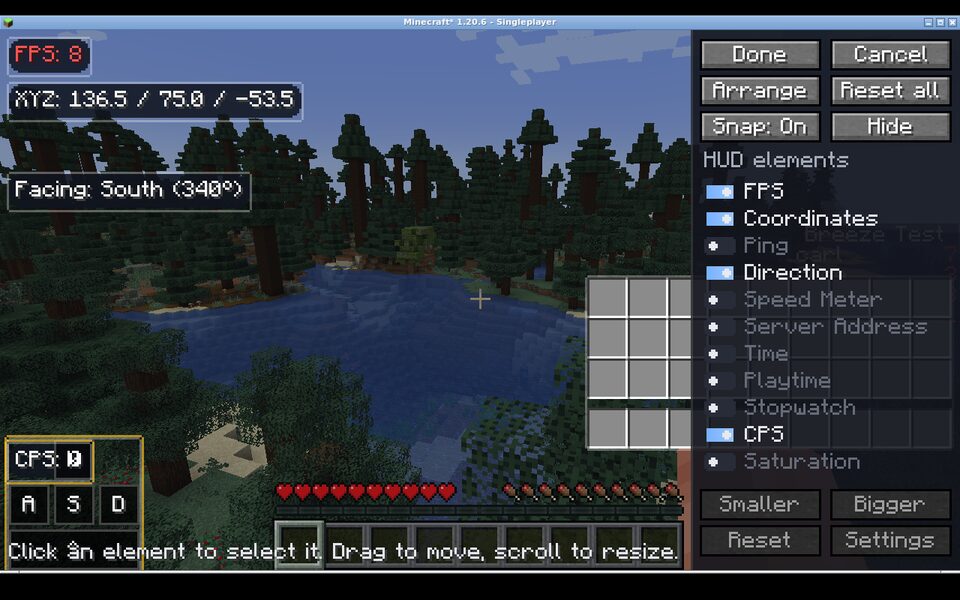 Minecraft* 1.20.6 - Singleplayer
FPS: 8
XYZ: 136.5 / 75.0 / -53.5
Facing: South (340°)
CPS: 0
A S D
Click an element to select it. Drag to move, scroll to resize.
Done Cancel
Arrange Reset all
Snap: On Hide
HUD elements
FPS
Coordinates
Ping
Direction
Speed Meter
Server Address
Time
Playtime
Stopwatch
CPS
Saturation
Smaller Bigger
Reset Settings
Breeze Test